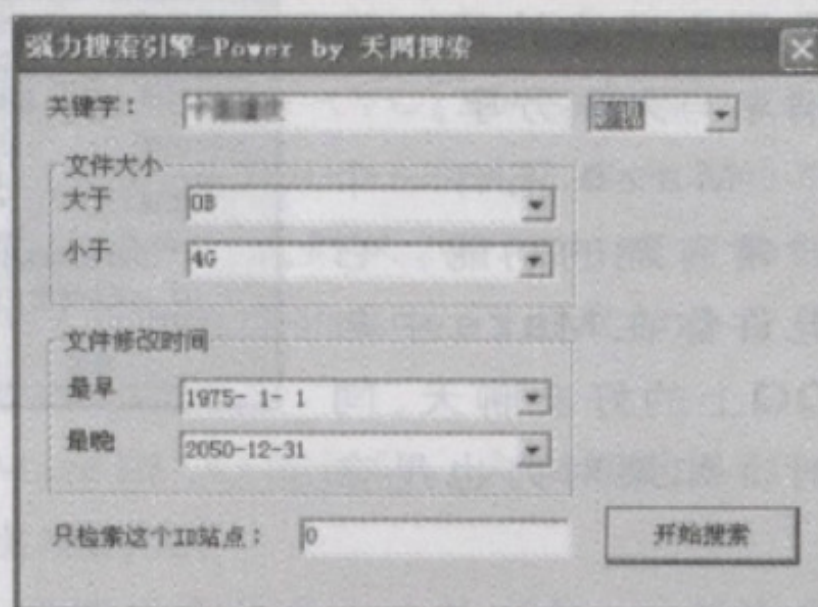 强力搜索引擎-Power by 天网搜索
关键字：
文件大小
大于 0B
小于 4G
文件修改时间
最早 1975- 1- 1
最晚 2050-12-31
只检索这个ID站点： 0 开始搜索